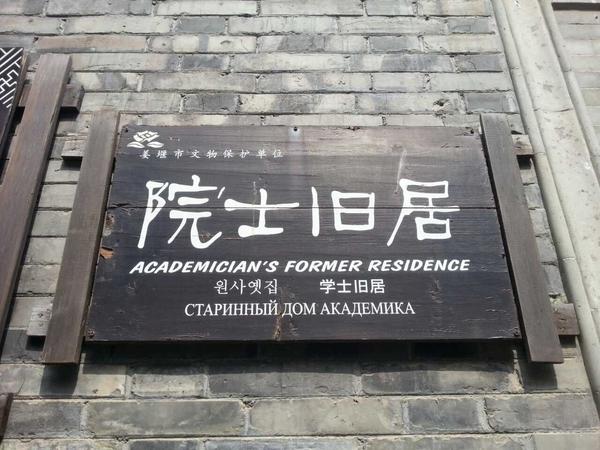 姜堰市文物保护单位
院士旧居
ACADEMICIAN'S FORMER RESIDENCE
원사옛집 学士旧居
СТАРИННЫЙ ДОМ АКАДЕМИКА